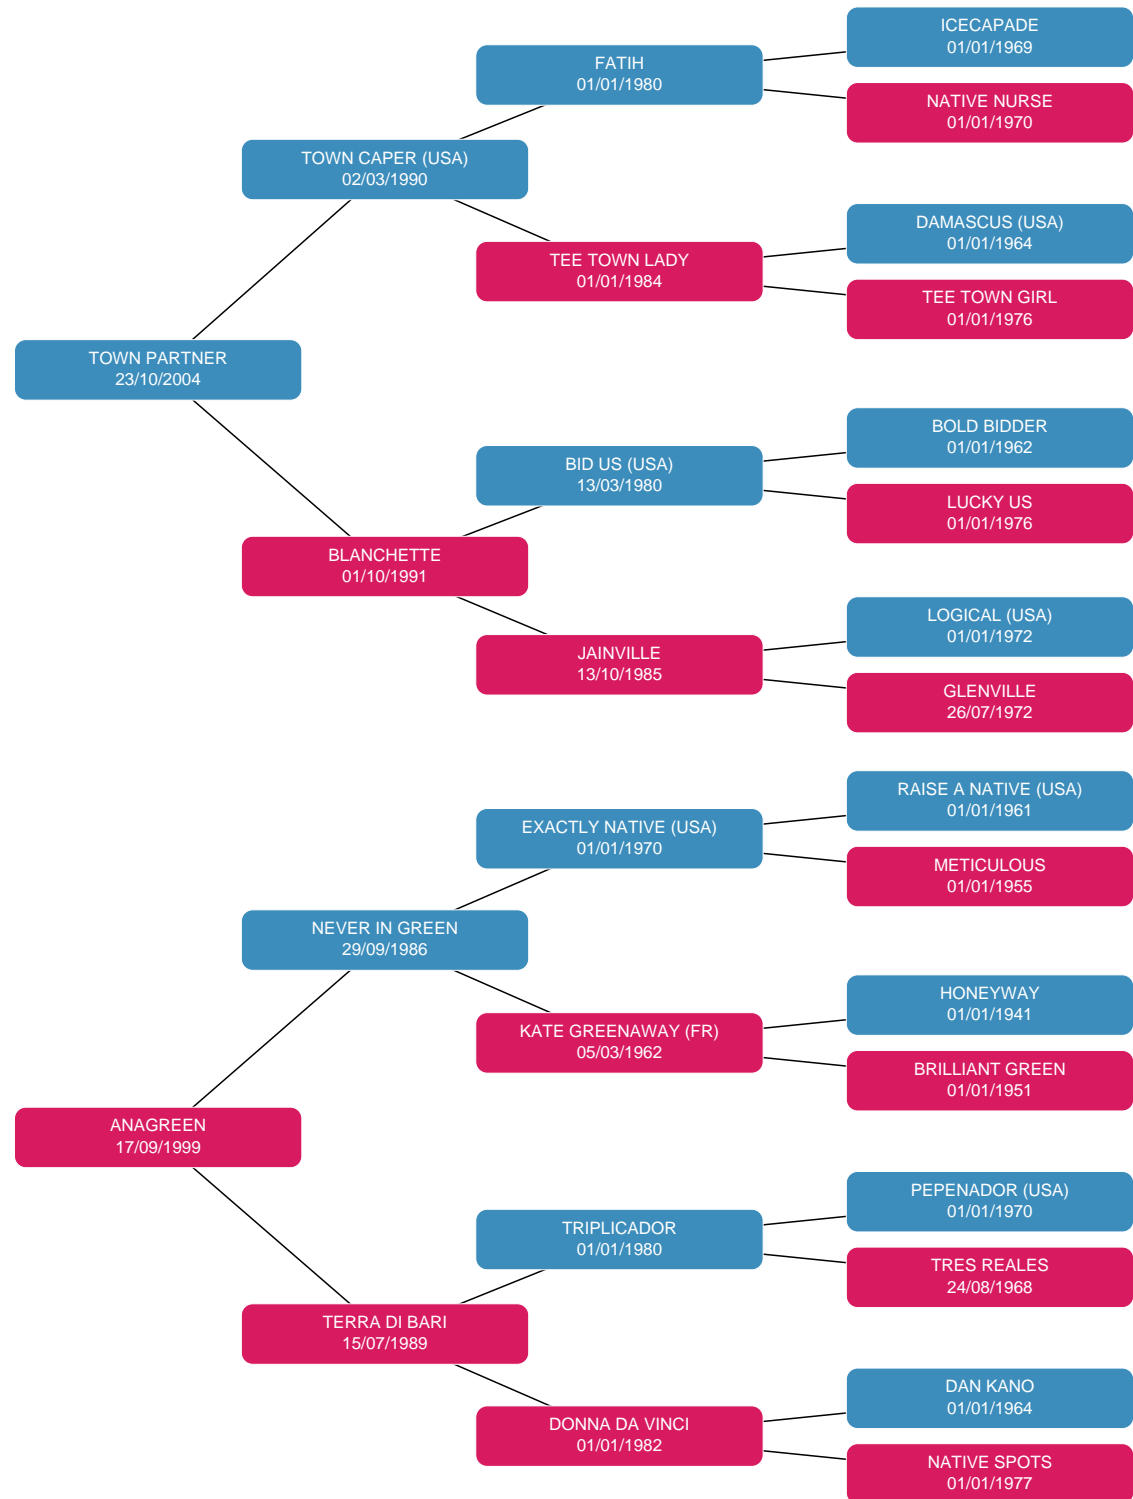 ICECAPADE
01/01/1969
FATIH
01/01/1980
NATIVE NURSE
01/01/1970
TOWN CAPER (USA)
02/03/1990
DAMASCUS (USA)
01/01/1964
TEE TOWN LADY
01/01/1984
TEE TOWN GIRL
01/01/1976
TOWN PARTNER
23/10/2004
BOLD BIDDER
01/01/1962
BID US (USA)
13/03/1980
LUCKY US
01/01/1976
BLANCHETTE
01/10/1991
LOGICAL (USA)
01/01/1972
JAINVILLE
13/10/1985
GLENVILLE
26/07/1972
RAISE A NATIVE (USA)
01/01/1961
EXACTLY NATIVE (USA)
01/01/1970
METICULOUS
01/01/1955
NEVER IN GREEN
29/09/1986
HONEYWAY
01/01/1941
KATE GREENAWAY (FR)
05/03/1962
BRILLIANT GREEN
01/01/1951
ANAGREEN
17/09/1999
PEPENADOR (USA)
01/01/1970
TRIPLICADOR
01/01/1980
TRES REALES
24/08/1968
TERRA DI BARI
15/07/1989
DAN KANO
01/01/1964
DONNA DA VINCI
01/01/1982
NATIVE SPOTS
01/01/1977